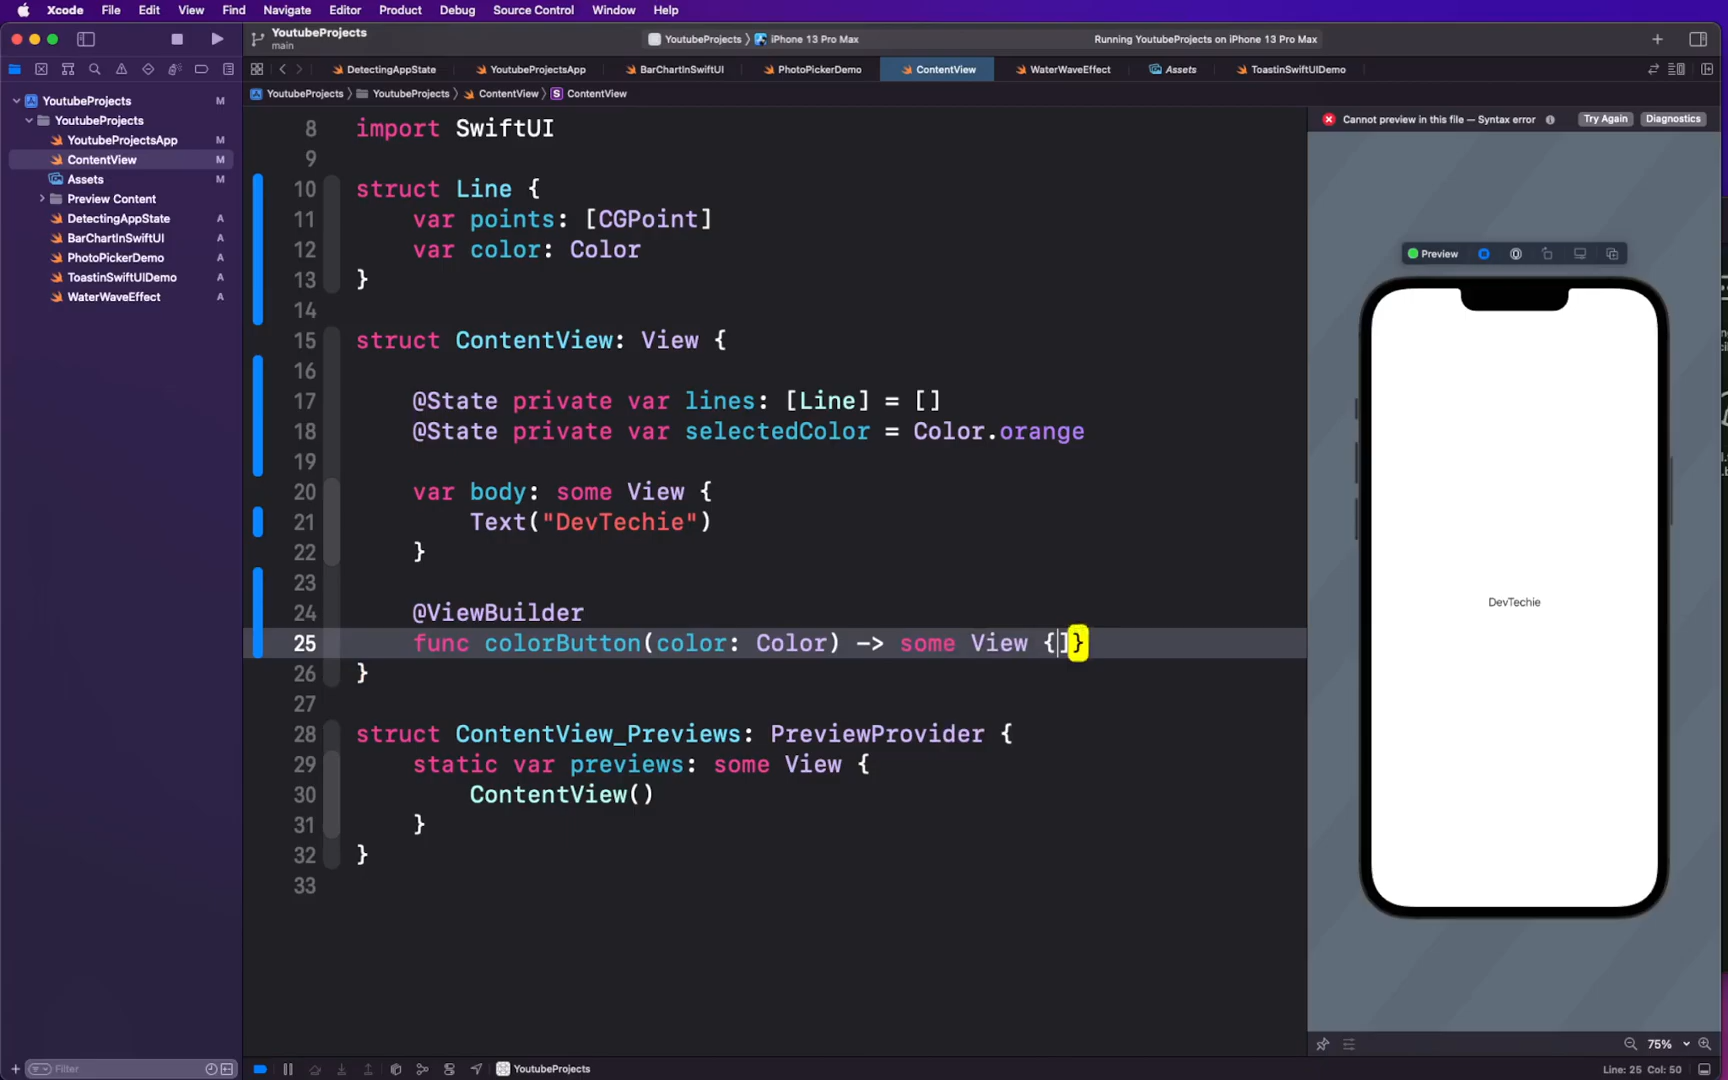 Xcode File Edit View Find Navigate Editor Product Debug Source Control Window Help
YoutubeProjects
main
YoutubeProjects iPhone 13 Pro Max
Running YoutubeProjects on iPhone 13 Pro Max
DetectingAppState YoutubeProjectsApp BarChartInSwiftUI PhotoPickerDemo ContentView WaterWaveEffect Assets ToastinSwiftUIDemo
YoutubeProjects YoutubeProjects ContentView S ContentView
YoutubeProjects M
YoutubeProjects
YoutubeProjectsApp M
ContentView M
Assets M
Preview Content
DetectingAppState A
BarChartInSwiftUI A
PhotoPickerDemo A
ToastinSwiftUIDemo A
WaterWaveEffect A
8 import SwiftUI
9
10 struct Line {
11 var points: [CGPoint]
12 var color: Color
13 }
14
15 struct ContentView: View {
16
17 @State private var lines: [Line] = []
18 @State private var selectedColor = Color.orange
19
20 var body: some View {
21 Text("DevTechie")
22 }
23
24 @ViewBuilder
25 func colorButton(color: Color) -> some View {]}
26 }
27
28 struct ContentView_Previews: PreviewProvider {
29 static var previews: some View {
30 ContentView()
31 }
32 }
33
Cannot preview in this file — Syntax error Try Again Diagnostics
Preview
DevTechie
75%
Filter
YoutubeProjects
Line: 25 Col: 50